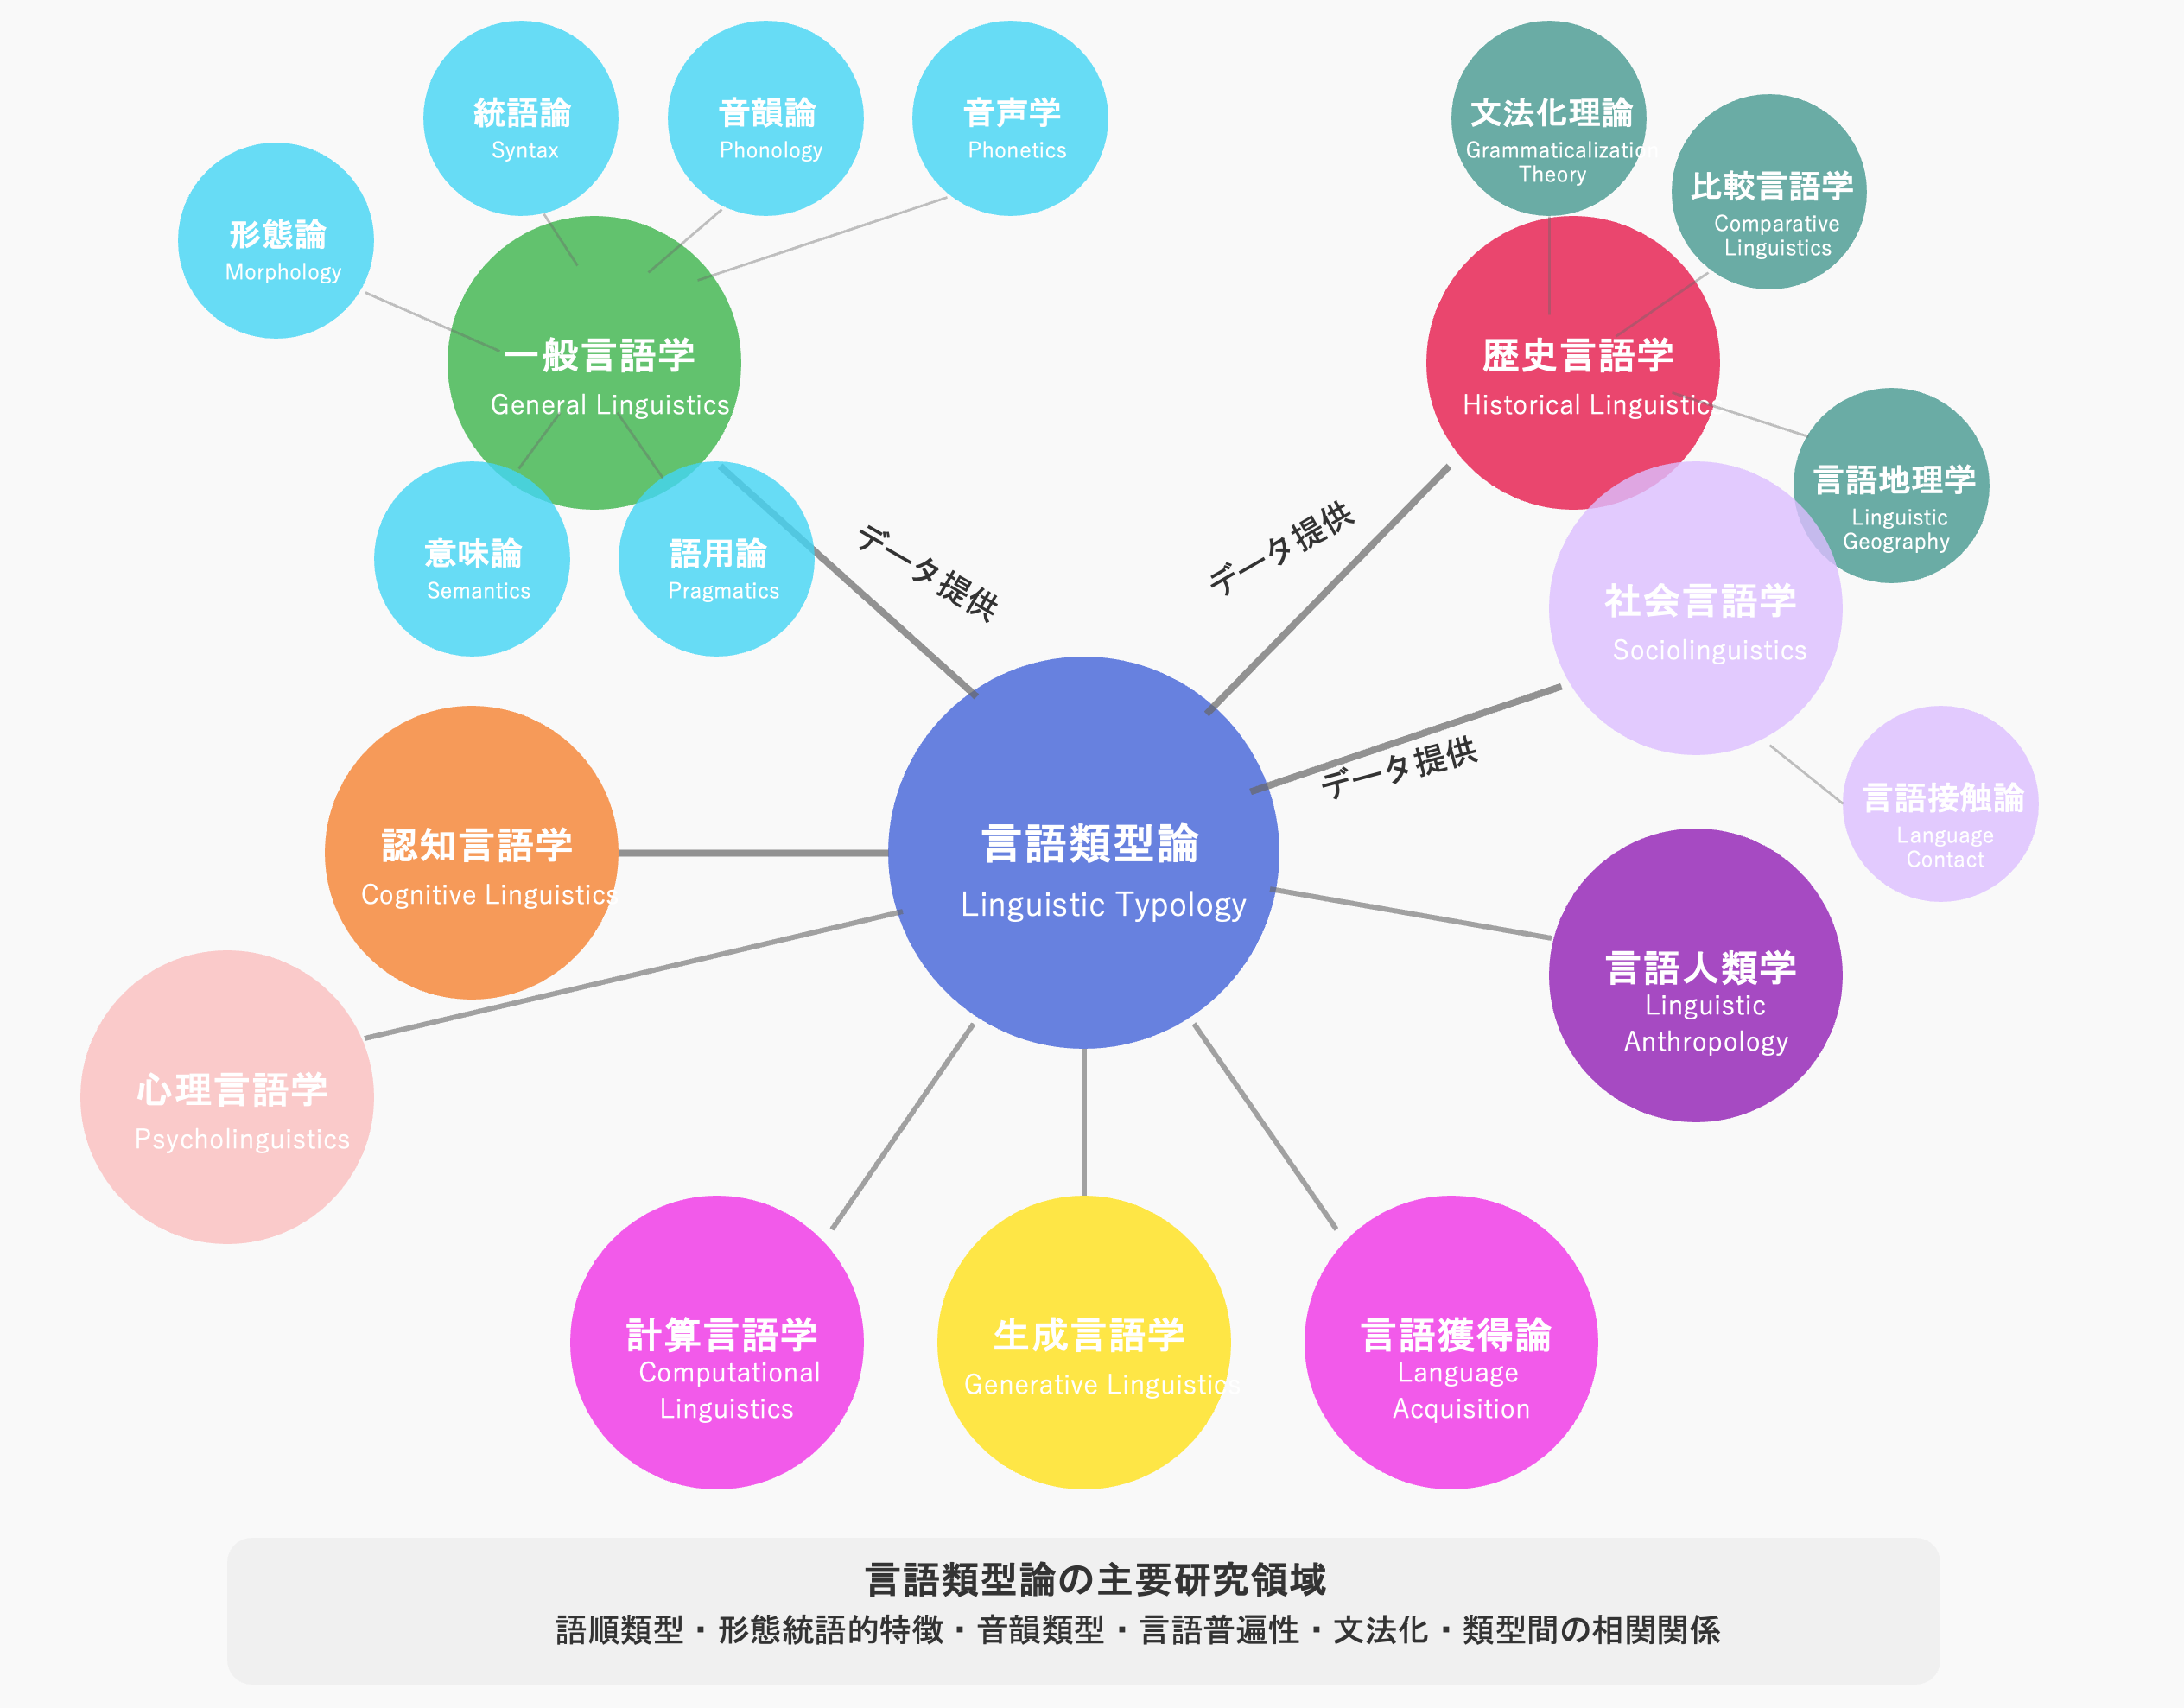 統語論
Syntax
音韻論
Phonology
音声学
Phonetics
文法化理論
Grammaticalization
Theory
比較言語学
Comparative
Linguistics
形態論
Morphology
一般言語学
General Linguistics
歴史言語学
Historical Linguistic
言語地理学
Linguistic
Geography
意味論
Semantics
語用論
Pragmatics
データ提供
データ提供
社会言語学
Sociolinguistics
データ提供
言語接触論
Language
Contact
認知言語学
Cognitive Linguistics
言語類型論
Linguistic Typology
言語人類学
Linguistic
Anthropology
心理言語学
Psycholinguistics
計算言語学
Computational
Linguistics
生成言語学
Generative Linguistics
言語獲得論
Language
Acquisition
言語類型論の主要研究領域
語順類型・形態統語的特徴・音韻類型・言語普遍性・文法化・類型間の相関関係